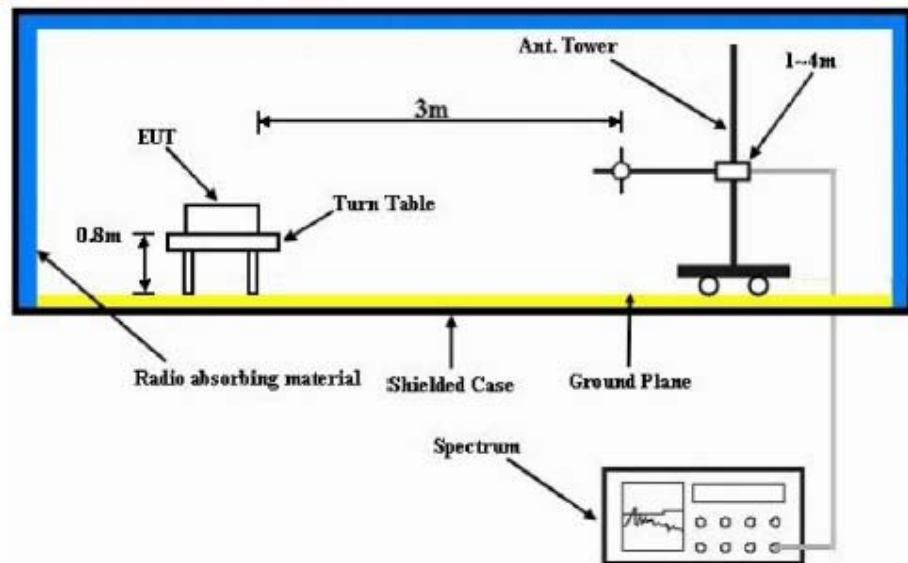 Ant. Tower
1~4m
3m
EUT
Turn Table
0.8m
Radio absorbing material
Shielded Case
Ground Plane
Spectrum